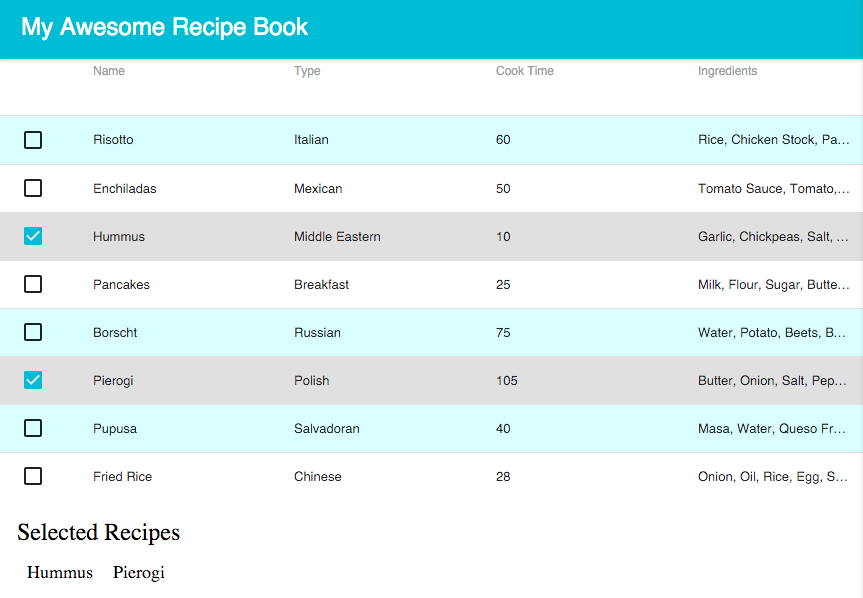 My Awesome Recipe Book
Name Type Cook Time Ingredients
Risotto Italian 60 Rice, Chicken Stock, Pa…
Enchiladas Mexican 50 Tomato Sauce, Tomato,…
Hummus Middle Eastern 10 Garlic, Chickpeas, Salt, …
Pancakes Breakfast 25 Milk, Flour, Sugar, Butte…
Borscht Russian 75 Water, Potato, Beets, B…
Pierogi Polish 105 Butter, Onion, Salt, Pep…
Pupusa Salvadoran 40 Masa, Water, Queso Fr…
Fried Rice Chinese 28 Onion, Oil, Rice, Egg, S…
Selected Recipes
Hummus Pierogi